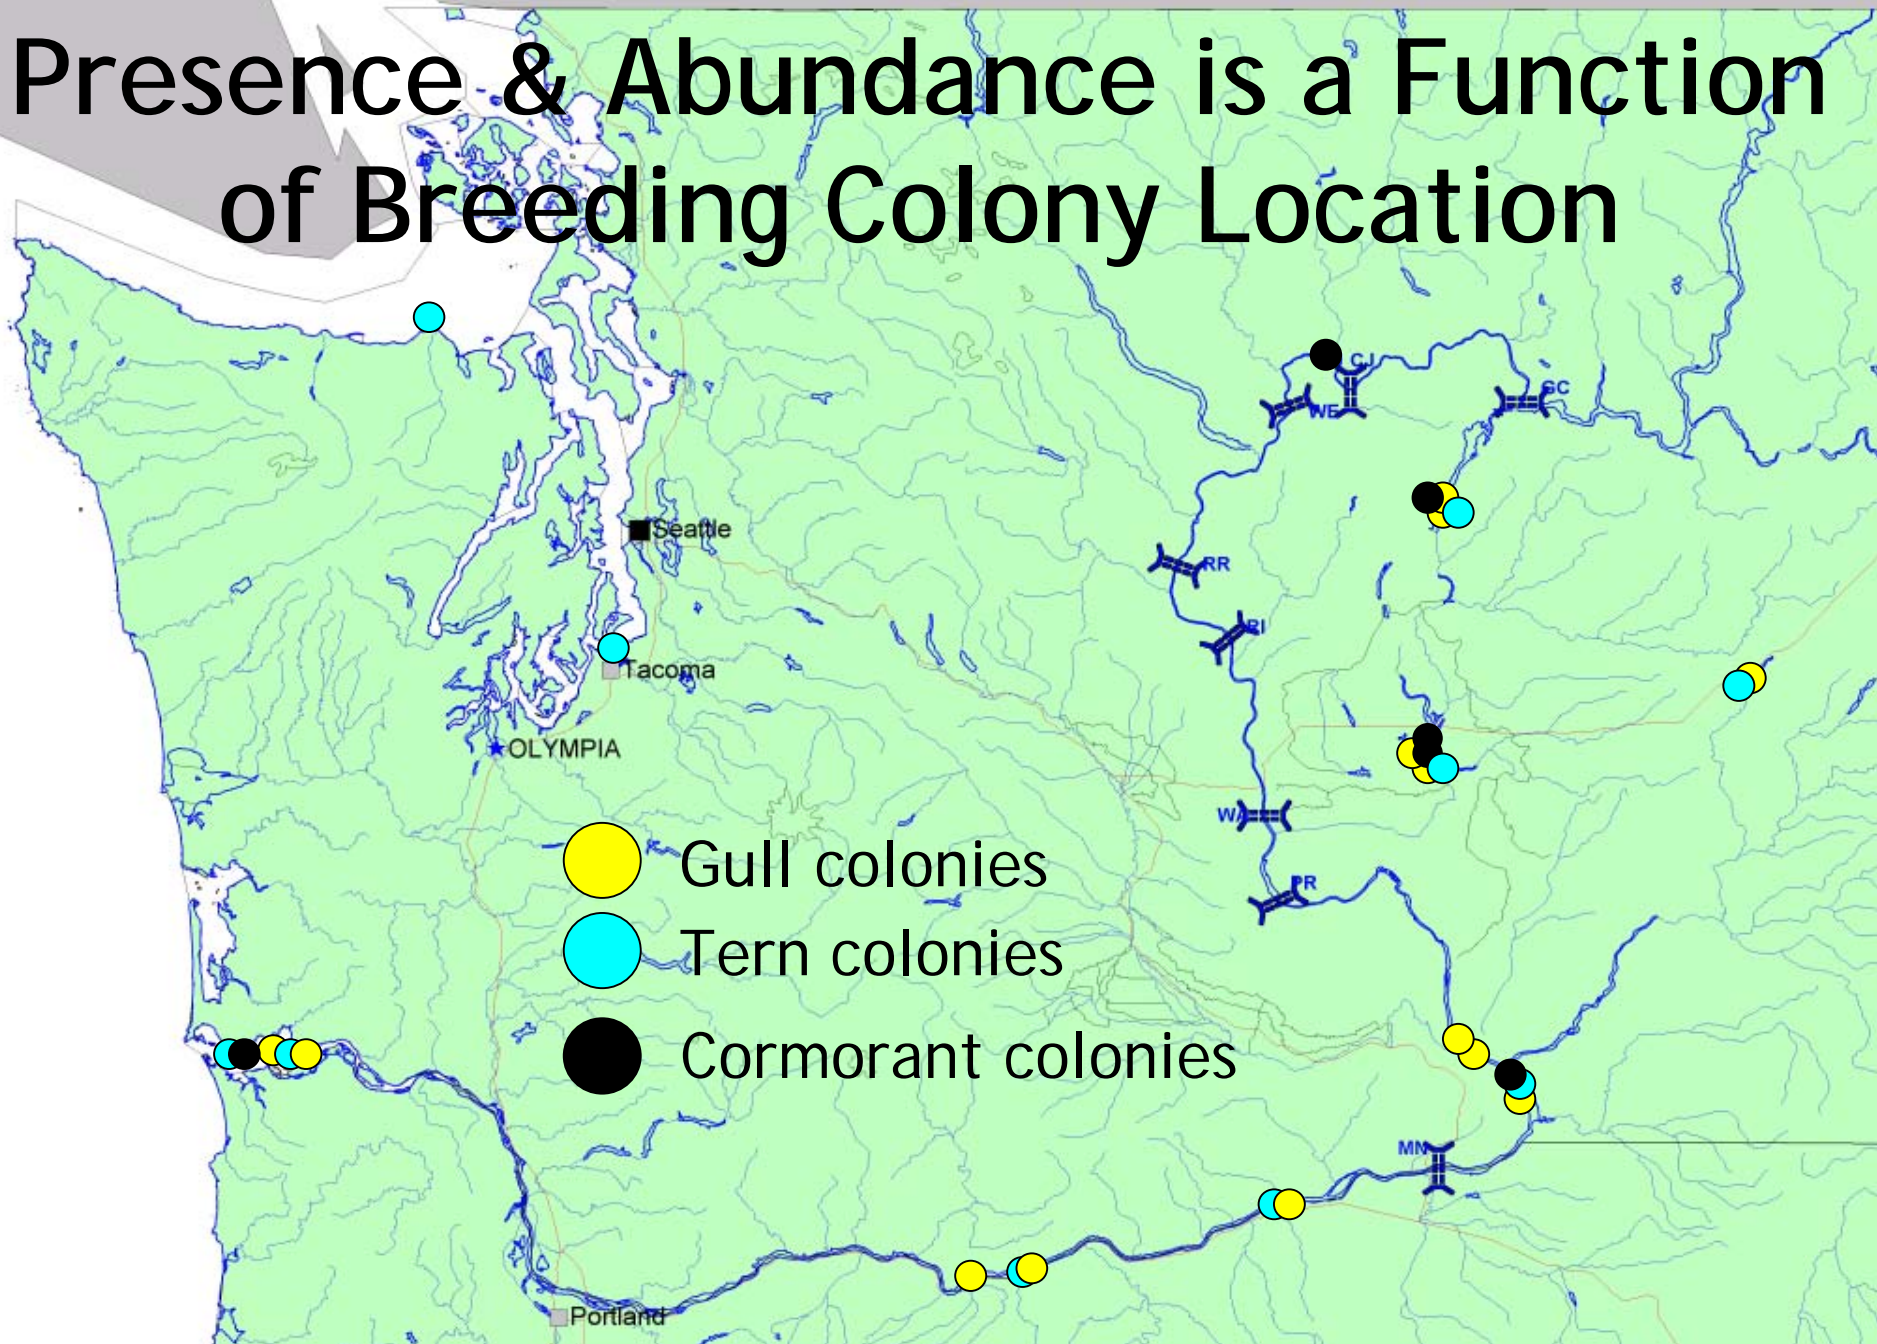 Presence & Abundance is a Function
of Breeding Colony Location
CJ
GC
WE
Seattle
RR
RI
Tacoma
OLYMPIA
WA
Gull colonies
PR
Tern colonies
Cormorant colonies
MN
Portland